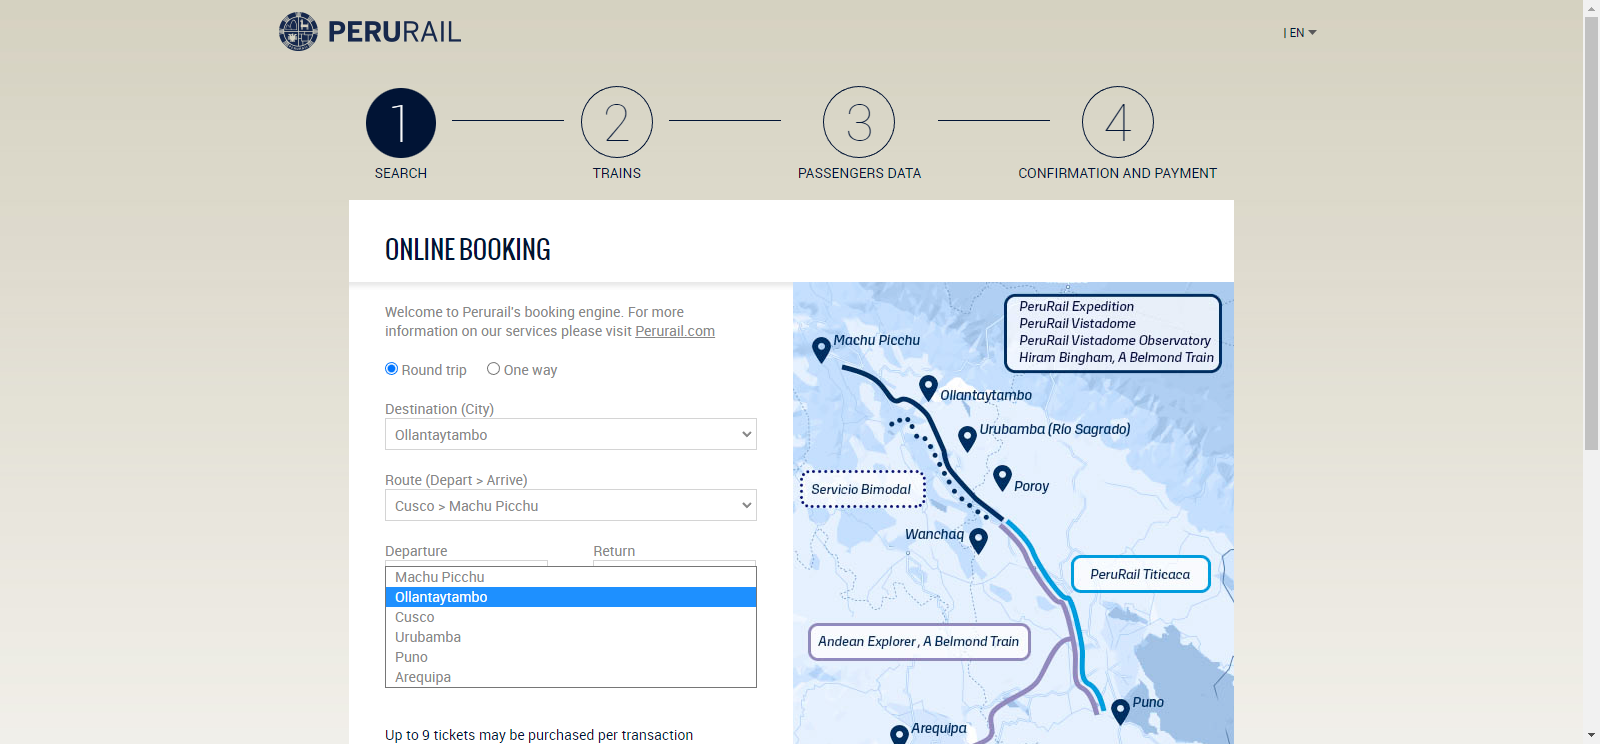 PERURAIL
| EN
1
2
3
4
SEARCH
TRAINS
PASSENGERS DATA
CONFIRMATION AND PAYMENT
ONLINE BOOKING
Welcome to Perurail's booking engine. For more
information on our services please visit Perurail.com
Round trip
One way
Destination (City)
Ollantaytambo
Route (Depart > Arrive)
Cusco > Machu Picchu
Departure
Return
Machu Picchu
Ollantaytambo
Cusco
Urubamba
Puno
Arequipa
Up to 9 tickets may be purchased per transaction
PeruRail Expedition
PeruRail Vistadome
PeruRail Vistadome Observatory
Hiram Bingham, A Belmond Train
Machu Picchu
Ollantaytambo
Urubamba (Río Sagrado)
Poroy
Servicio Bimodal
Wanchaq
PeruRail Titicaca
Andean Explorer, A Belmond Train
Puno
Arequipa